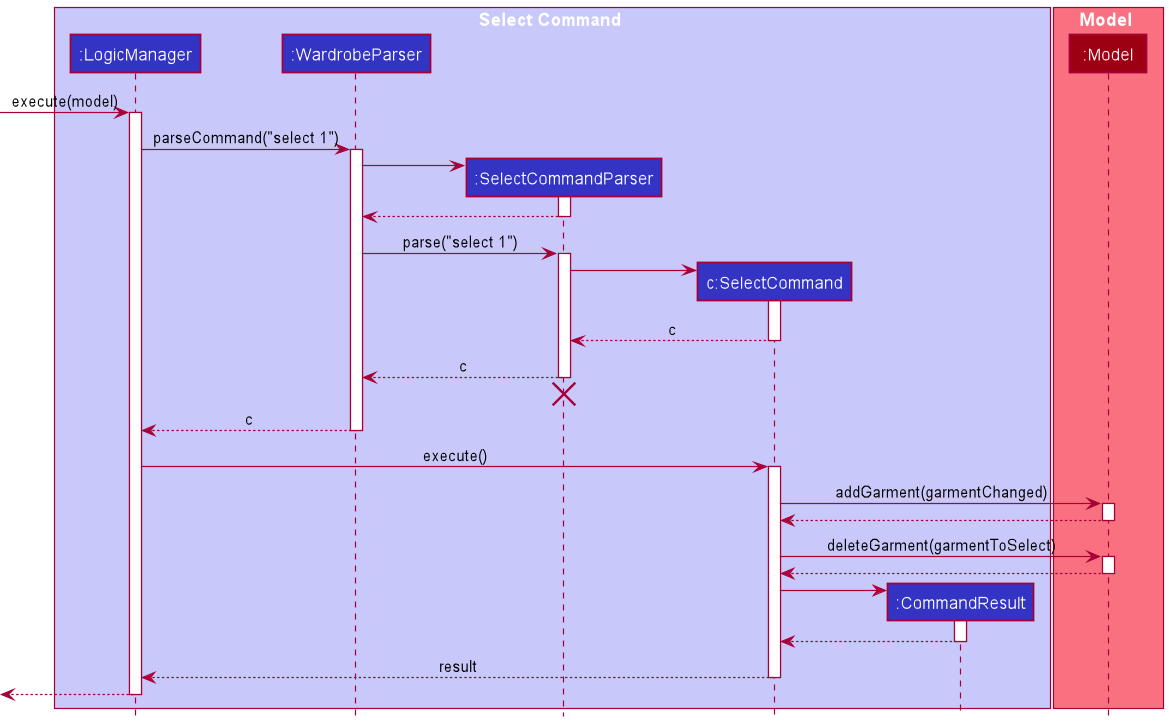 Select Command
Model
:LogicManager
:WardrobeParser
:Model
execute(model)
parseCommand("select 1")
:SelectCommandParser
parse("select 1")
c:SelectCommand
c
c
c
execute()
addGarment(garmentChanged)
deleteGarment(garmentToSelect)
:CommandResult
result